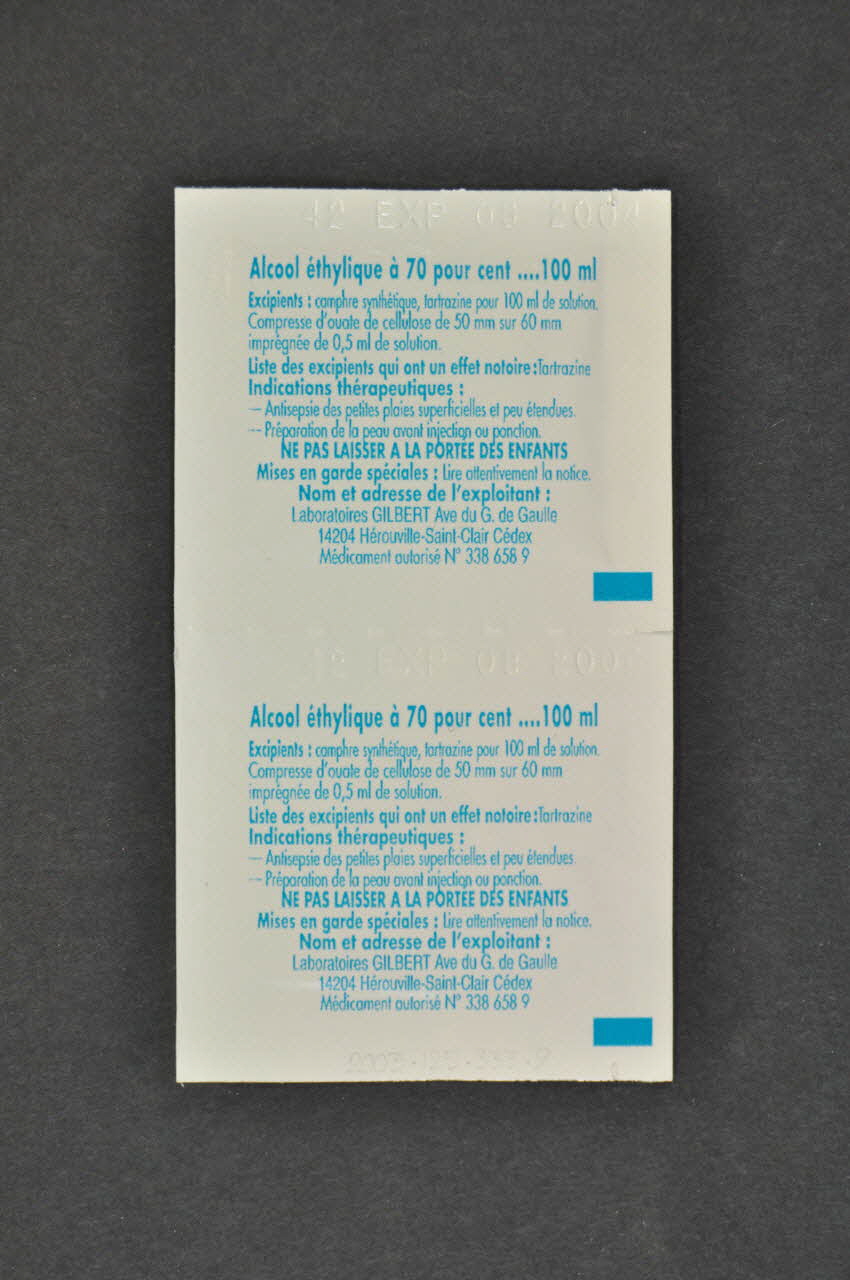 42 EXP 03 2004
Alcool éthylique à 70 pour cent ....100 ml
Excipients : camphre synthétique, tartrazine pour 100 ml de solution.
Compresse d'ouate de cellulose de 50 mm sur 60 mm
imprégnée de 0,5 ml de solution.
Liste des excipients qui ont un effet notoire :Tartrazine
Indications thérapeutiques :
— Antisepsie des petites plaies superficielles et peu étendues.
— Préparation de la peau avant injection ou ponction.
NE PAS LAISSER A LA PORTÉE DES ENFANTS
Mises en garde spéciales : Lire attentivement la notice.
Nom et adresse de l'exploitant :
Laboratoires GILBERT Ave du G. de Gaulle
14204 Hérouville-Saint-Clair Cédex
Médicament autorisé N° 338 658 9
EXP
Alcool éthylique à 70 pour cent ....100 ml
Excipients : camphre synthétique, tartrazine pour 100 ml de solution.
Compresse d'ouate de cellulose de 50 mm sur 60 mm
imprégnée de 0,5 ml de solution.
Liste des excipients qui ont un effet notoire :Tartrazine
Indications thérapeutiques :
— Antisepsie des petites plaies superficielles et peu étendues.
— Préparation de la peau avant injection ou ponction.
NE PAS LAISSER A LA PORTÉE DES ENFANTS
Mises en garde spéciales : Lire attentivement la notice.
Nom et adresse de l'exploitant :
Laboratoires GILBERT Ave du G. de Gaulle
14204 Hérouville-Saint-Clair Cédex
Médicament autorisé N° 338 658 9